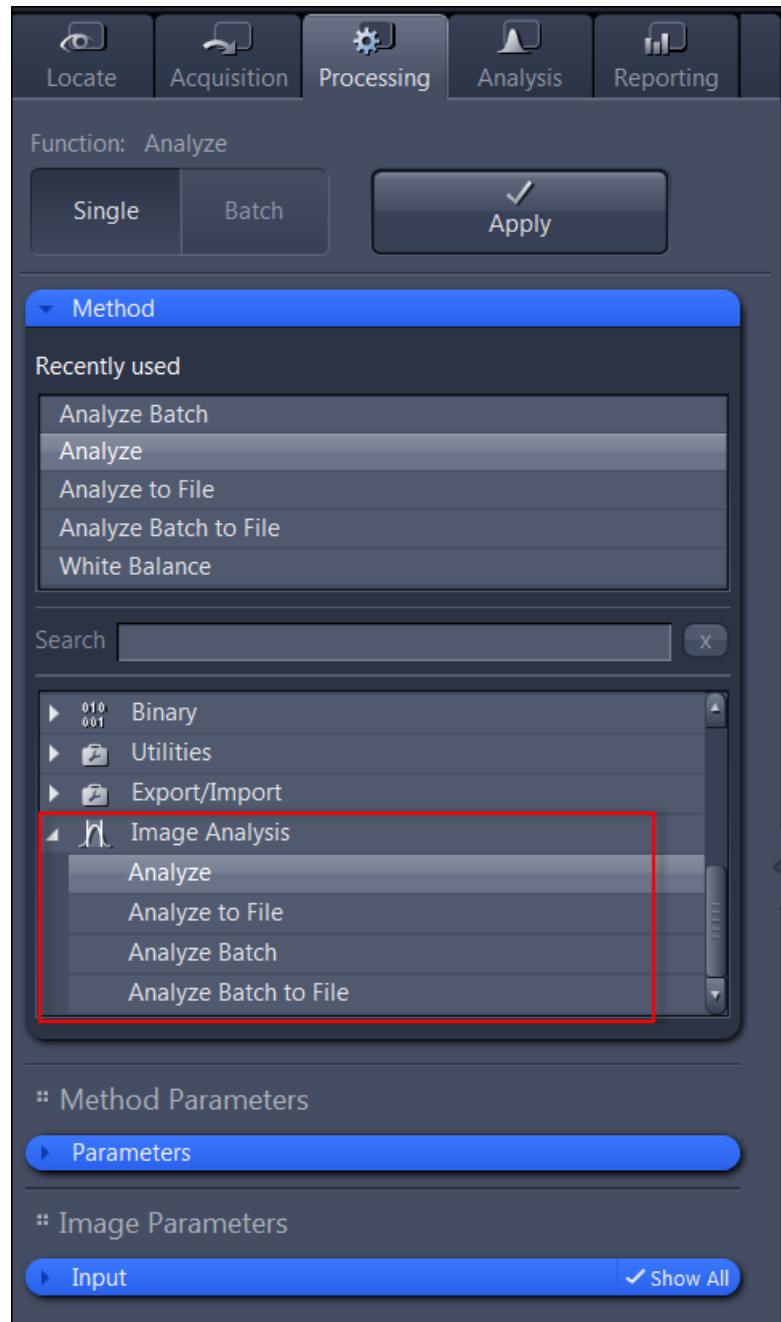 Locate Acquisition Processing Analysis Reporting
Function: Analyze
Single Batch Apply
Method
Recently used
Analyze Batch
Analyze
Analyze to File
Analyze Batch to File
White Balance
Search x
010
001
Binary
Utilities
Export/Import
Image Analysis
Analyze
Analyze to File
Analyze Batch
Analyze Batch to File
Method Parameters
Parameters
Image Parameters
Input Show All